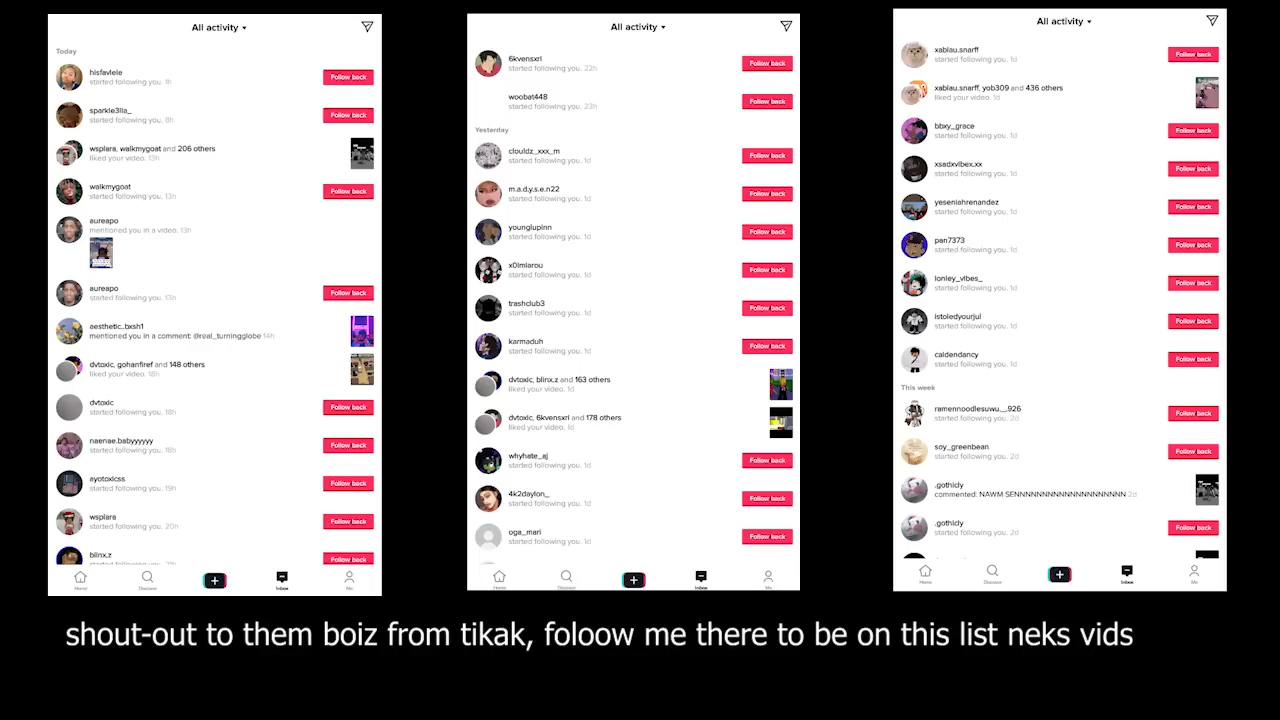 All activity
Today
hisfavlele
started following you. 8h
Follow back
sparkle3lla_
started following you. 8h
Follow back
wsplara, walkmygoat and 206 others
liked your video. 13h
walkmygoat
started following you. 13h
Follow back
aureapo
mentioned you in a video. 13h
aureapo
started following you. 13h
Follow back
aesthetic..bxsh1
mentioned you in a comment: @real_turningglobe 14h
dvtoxic, gohanfiref and 148 others
liked your video. 18h
dvtoxic
started following you. 18h
Follow back
naenae.babyyyyyy
started following you. 18h
Follow back
ayotoxicss
started following you. 19h
Follow back
wsplara
started following you. 20h
Follow back
blinx.z
Follow back
Home
Discover
Inbox
Me
All activity
6kvensxri
started following you. 22h
Follow back
woobat448
started following you. 23h
Follow back
Yesterday
clouldz_xxx_m
started following you. 1d
Follow back
m.a.d.y.s.e.n22
started following you. 1d
Follow back
younglupinn
started following you. 1d
Follow back
x0lmiarou
started following you. 1d
Follow back
trashclub3
started following you. 1d
Follow back
karmaduh
started following you. 1d
Follow back
dvtoxic, blinx.z and 163 others
liked your video. 1d
dvtoxic, 6kvensxri and 178 others
liked your video. 1d
whyhate_aj
started following you. 1d
Follow back
4k2daylon_
started following you. 1d
Follow back
oga_mari
started following you. 1d
Follow back
Home
Discover
Inbox
Me
All activity
xablau.snarff
started following you. 1d
Follow back
xablau.snarff, yob309 and 436 others
liked your video. 1d
bbxy_grace
started following you. 1d
Follow back
xsadxvibex.xx
started following you. 1d
Follow back
yeseniahrenandez
started following you. 1d
Follow back
pan7373
started following you. 1d
Follow back
lonley_vibes_
started following you. 1d
Follow back
istoledyourjui
started following you. 1d
Follow back
caldendancy
started following you. 1d
Follow back
This week
ramennoodlesuwu._.926
started following you. 2d
Follow back
soy_greenbean
started following you. 2d
Follow back
.gothicly
commented: NAWM SENNNNNNNNNNNNNNNNNNNN 2d
.gothicly
started following you. 2d
Follow back
Home
Discover
Inbox
Me
shout-out to them boiz from tikak, foloow me there to be on this list neks vids